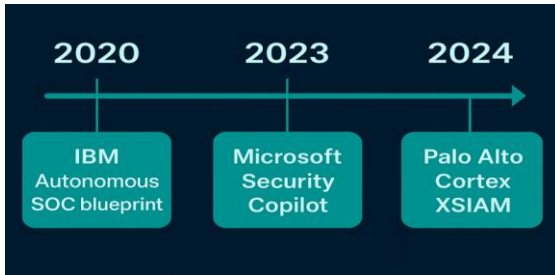 2020
2023
2024
IBM
Autonomous
SOC blueprint
Microsoft
Security
Copilot
Palo Alto
Cortex
XSIAM